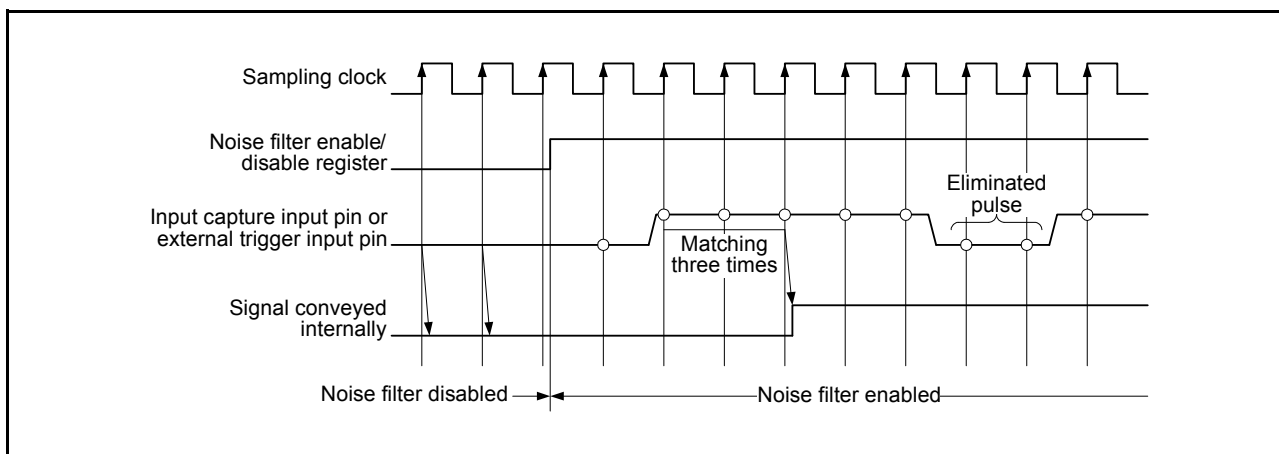 Sampling clock
Noise filter enable/
disable register
Input capture input pin or
external trigger input pin
Eliminated
pulse
Matching
three times
Signal conveyed
internally
Noise filter disabled
Noise filter enabled